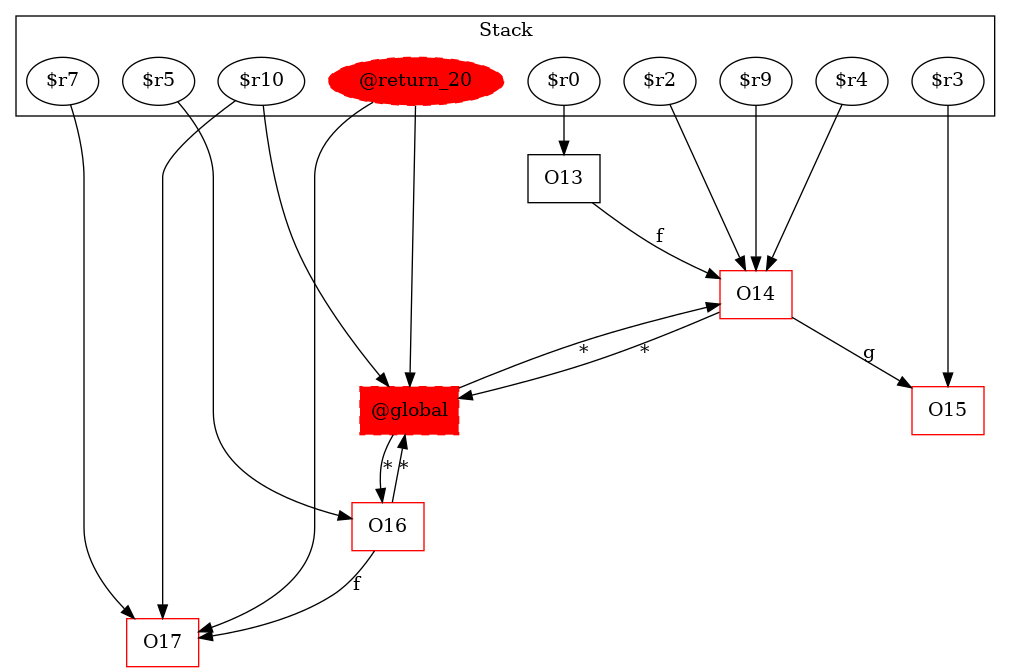 Stack
$r7 $r5 $r10 @return_20 $r0 $r2 $r9 $r4 $r3
O13
f
O14
* *
g
@global
O15
* *
O16
f
O17